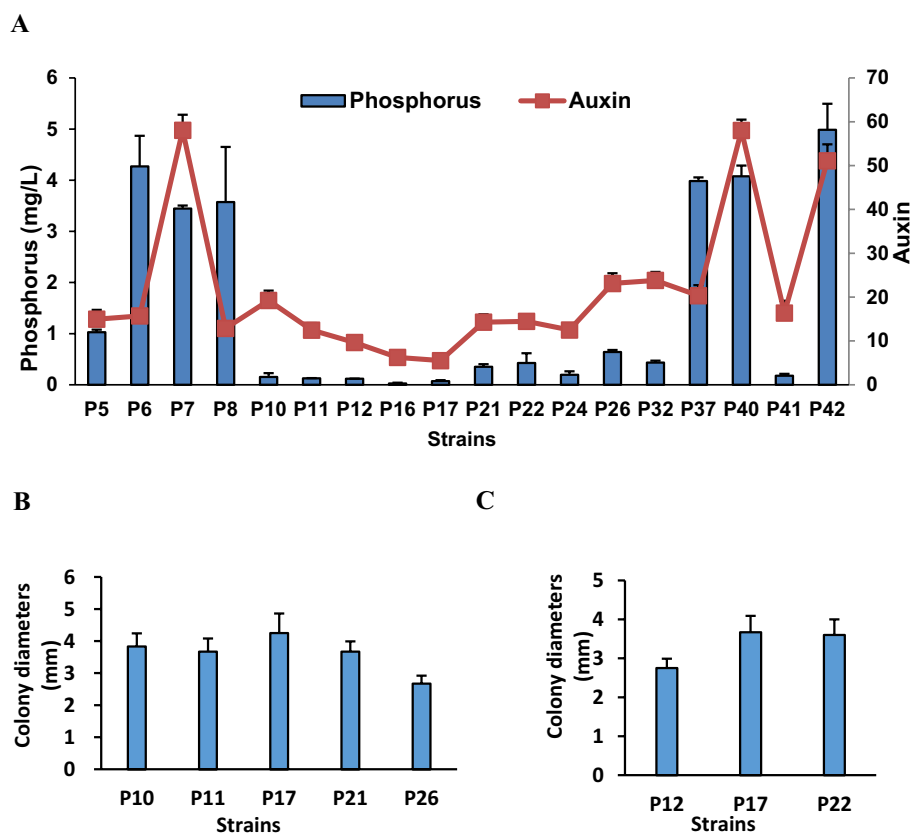 A
Phosphorus Auxin
Phosphorus (mg/L)
6
5
4
3
2
1
0
70
60
50
40
30
20
10
0
Auxin
P5 P6 P7 P8 P10 P11 P12 P16 P17 P21 P22 P24 P26 P32 P37 P40 P41 P42
Strains
B
Colony diameters
(mm)
6
5
4
3
2
1
0
P10 P11 P17 P21 P26
Strains
C
Colony diameters
(mm)
5
4
3
2
1
0
P12 P17 P22
Strains